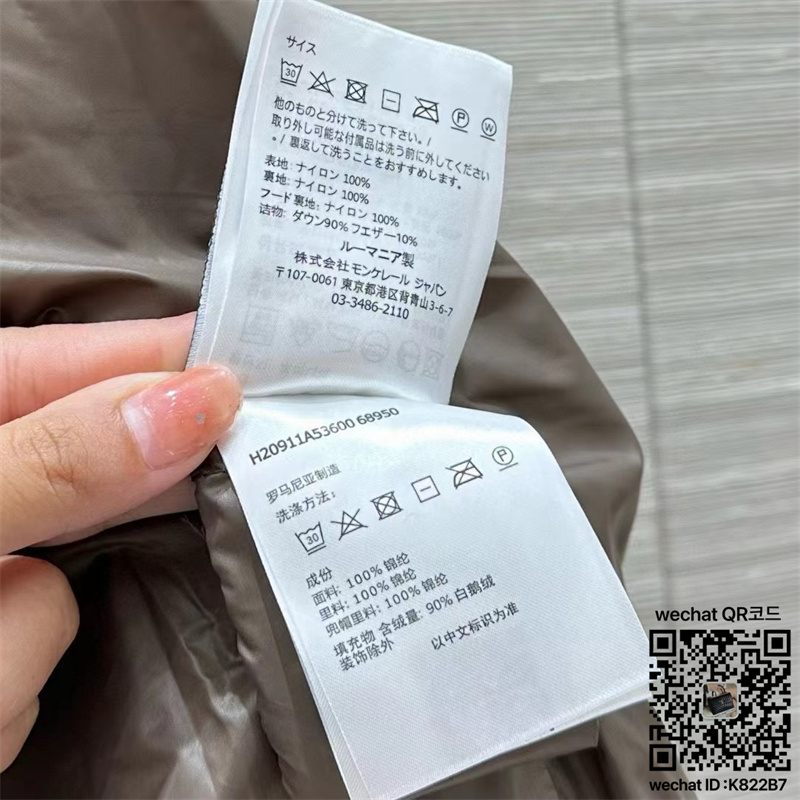 サイズ
30
P
W
他のものと分けて洗って下さい。/
取り外し可能な付属品は洗う前に外してください
。/ 裏返して洗うことをおすすめします。
表地: ナイロン 100%
裏地: ナイロン 100%
フード裏地: ナイロン 100%
詰物: ダウン90% フエザー10%
ルーマニア製
株式会社モンケレール ジャパン
〒107-0061 東京都港区背青山3-6-7
03-3486-2110
H20911A53600 68950
罗马尼亚制造
洗涤方法:
P
30
成份
面料: 100% 锦纶
里料: 100% 锦纶
兜帽里料: 100% 锦纶
填充物 含绒量: 90% 白鹅绒
装饰除外
以中文标识为准
wechat QR코드
wechat ID :K822B7